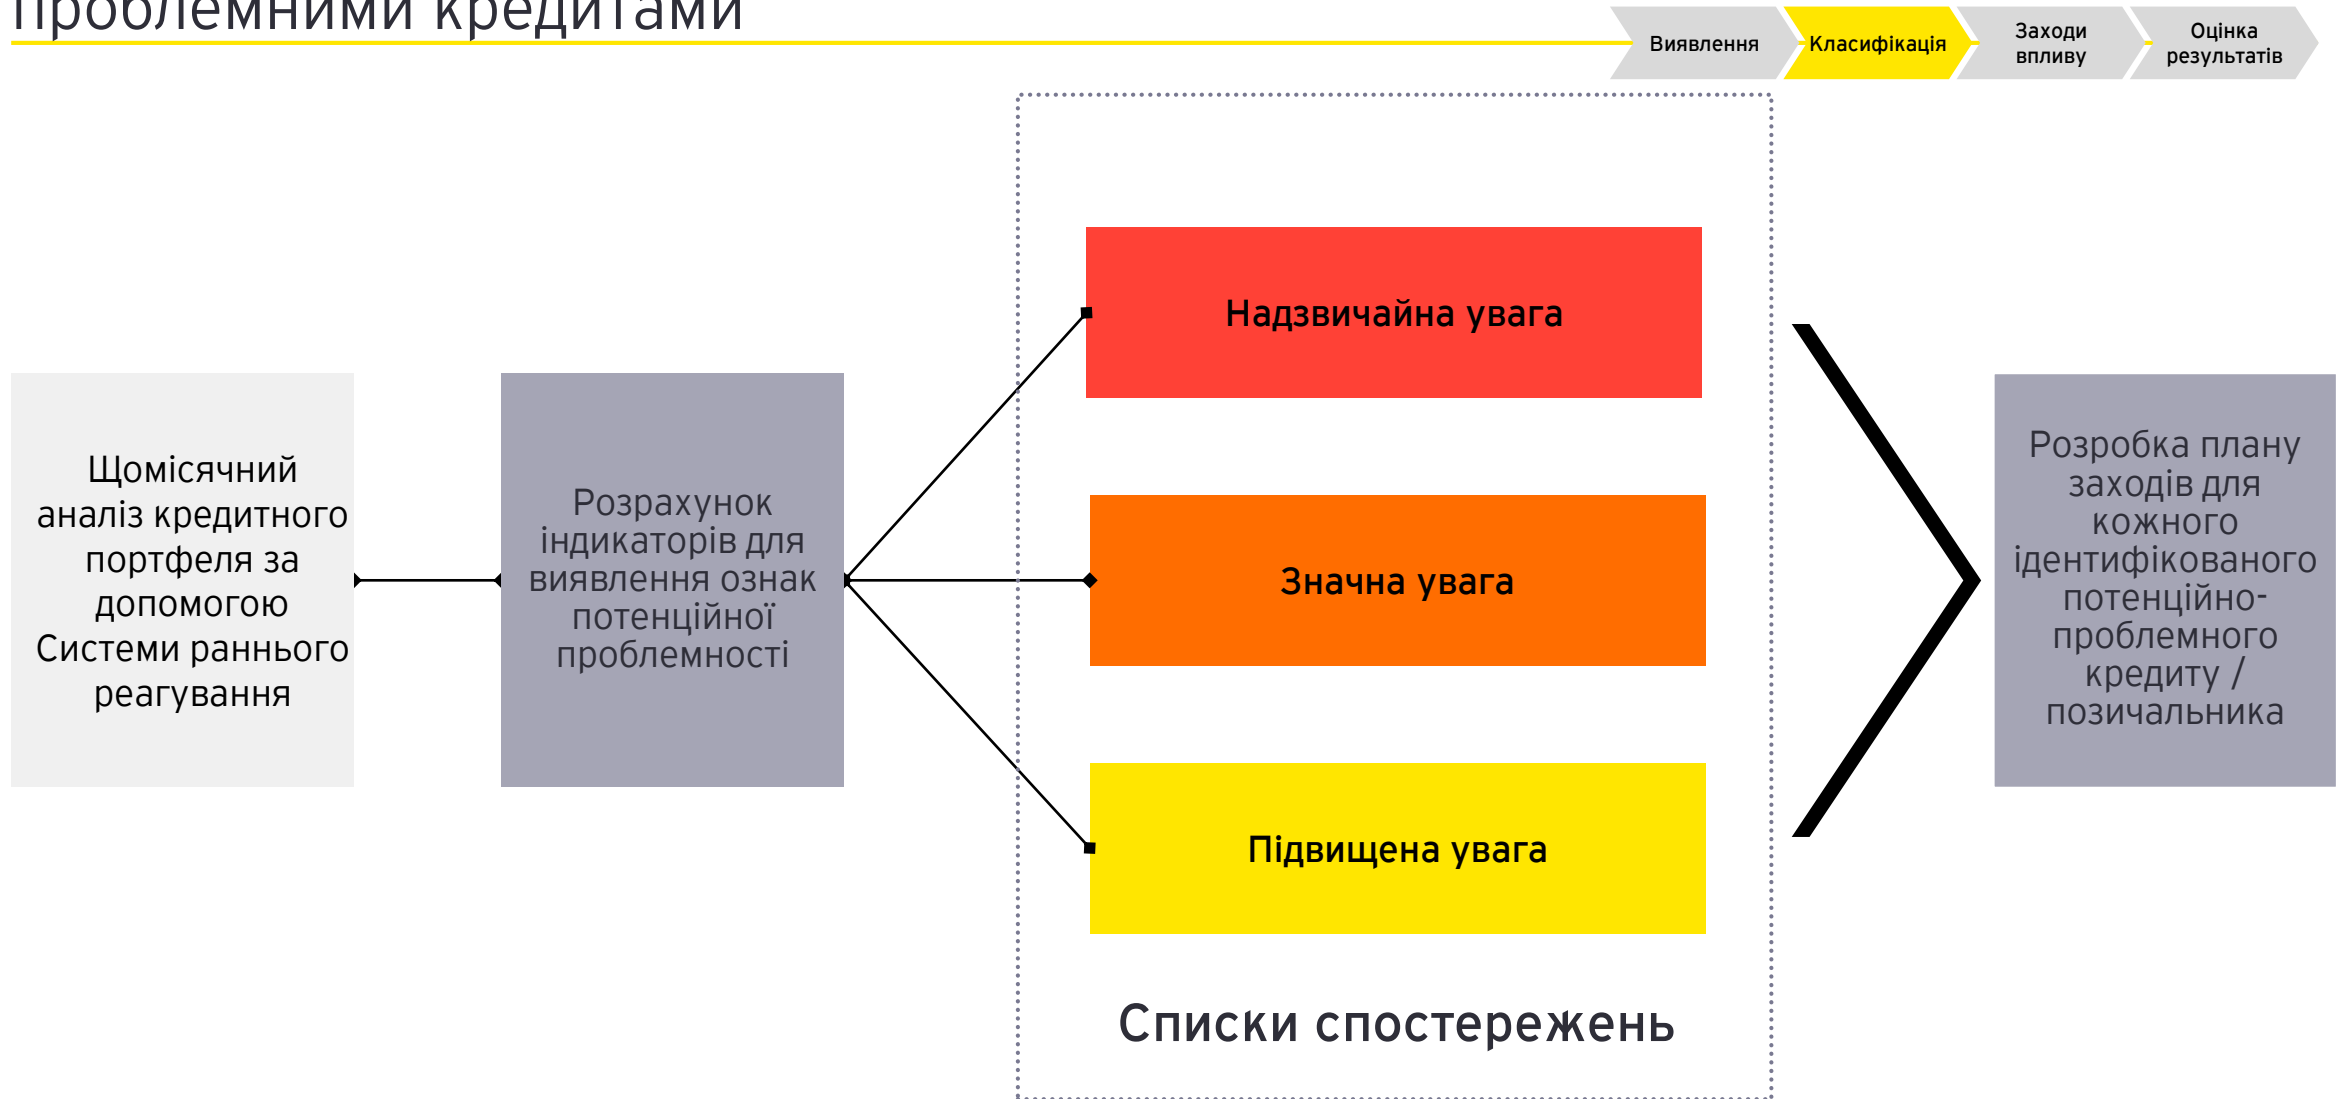 проблемними кредитами
Виявлення
Класифікація
Заходи
впливу
Оцінка
результатів
Щомісячний
аналіз кредитного
портфеля за
допомогою
Системи раннього
реагування
Розрахунок
індикаторів для
виявлення ознак
потенційної
проблемності
Надзвичайна увага
Значна увага
Підвищена увага
Списки спостережень
Розробка плану
заходів для
кожного
ідентифікованого
потенційно-
проблемного
кредиту /
позичальника